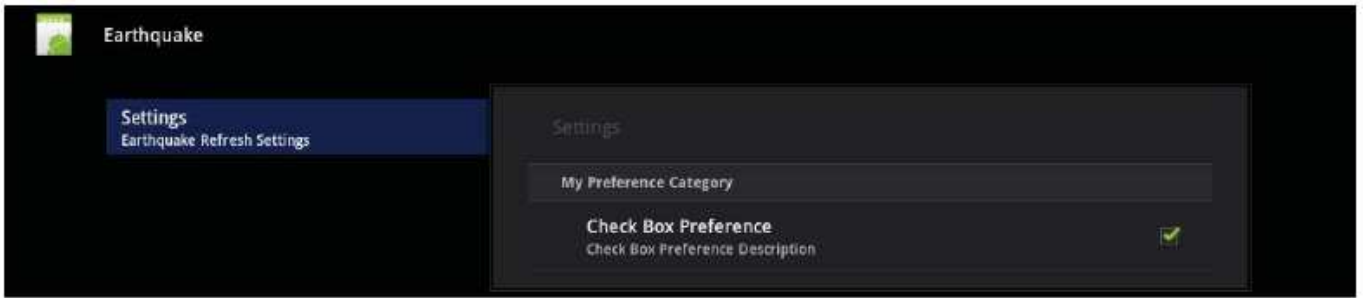 Earthquake
Settings
Earthquake Refresh Settings
Settings
My Preference Category
Check Box Preference
Check Box Preference Description